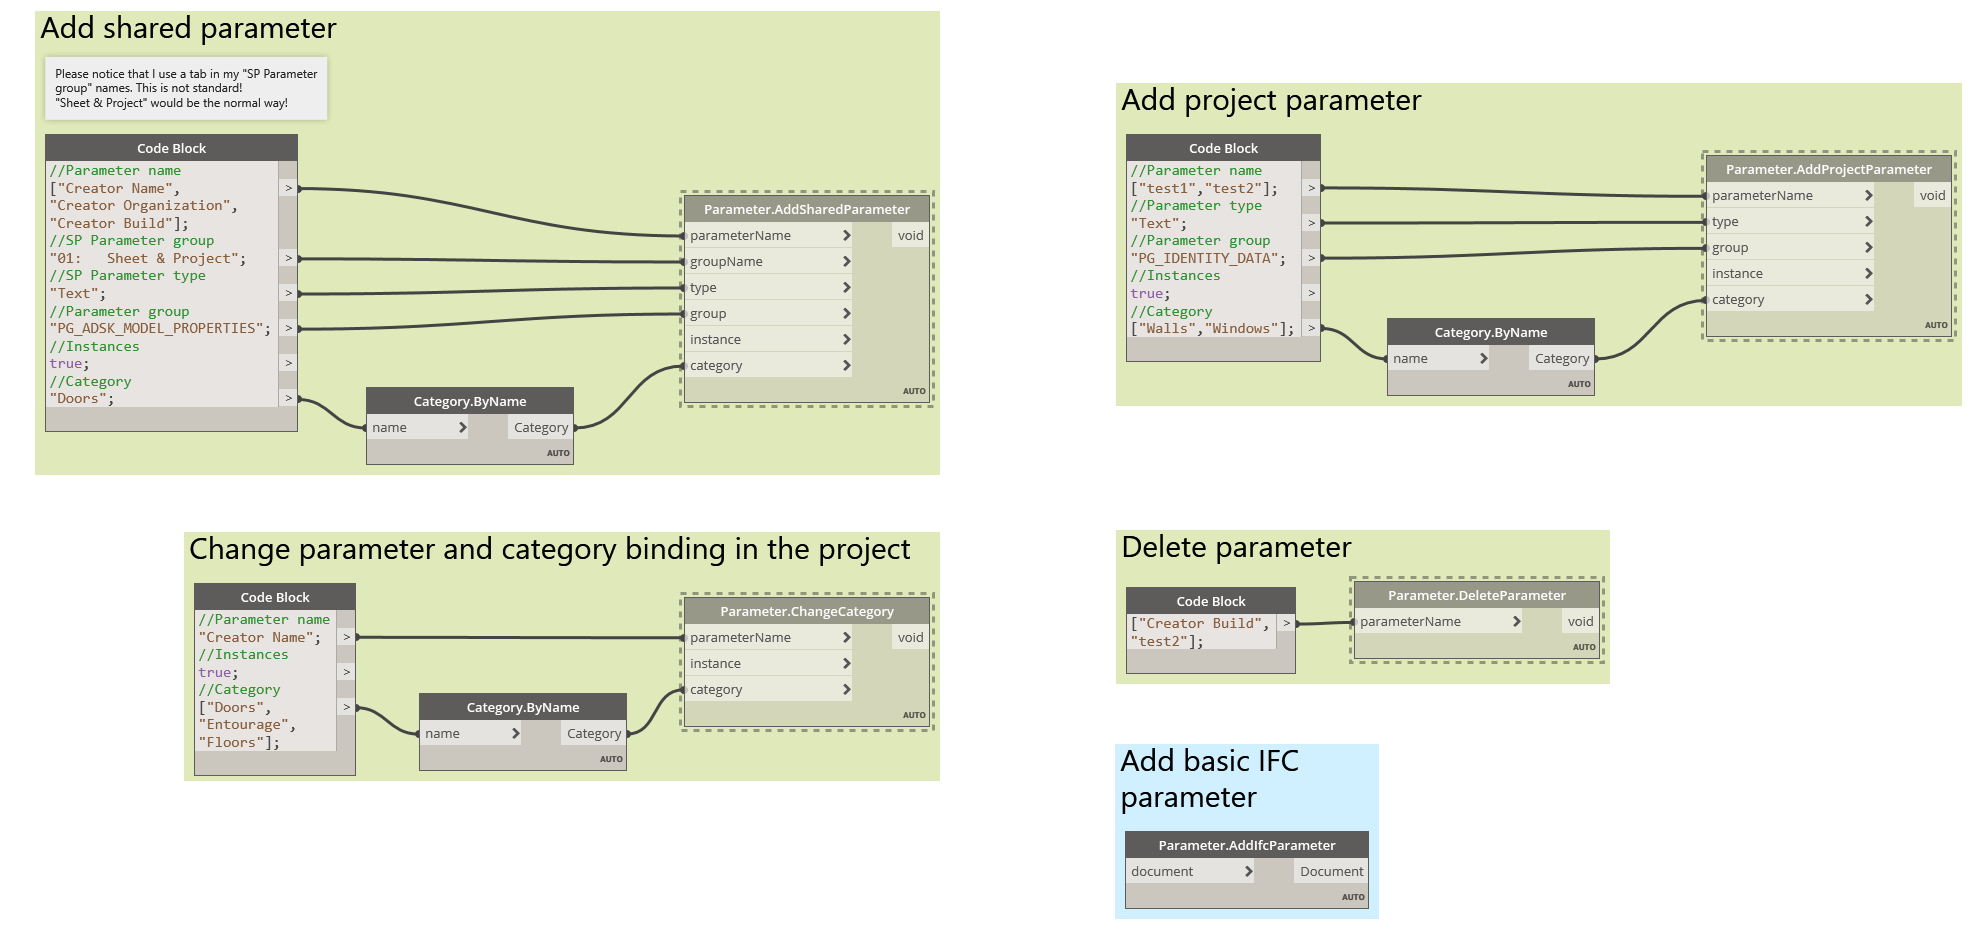 Add shared parameter
Please notice that I use a tab in my "SP Parameter
group" names. This is not standard!
"Sheet & Project" would be the normal way!
Code Block
//Parameter name
["Creator Name",
>
"Creator Organization",
"Creator Build"];
//SP Parameter group
"01:   Sheet & Project";
>
//SP Parameter type
"Text";
>
//Parameter group
"PG_ADSK_MODEL_PROPERTIES";
>
//Instances
true;
>
//Category
"Doors";
>
Category.ByName
name
Category
AUTO
Parameter.AddSharedParameter
parameterName
void
groupName
type
group
instance
category
AUTO
Add project parameter
Code Block
//Parameter name
["test1","test2"];
>
//Parameter type
"Text";
>
//Parameter group
"PG_IDENTITY_DATA";
>
//Instances
true;
>
//Category
["Walls","Windows"];
>
Category.ByName
name
Category
AUTO
Parameter.AddProjectParameter
parameterName
void
type
group
instance
category
AUTO
Change parameter and category binding in the project
Code Block
//Parameter name
"Creator Name";
>
//Instances
true;
>
//Category
["Doors",
>
"Entourage",
"Floors"];
Category.ByName
name
Category
AUTO
Parameter.ChangeCategory
parameterName
void
instance
category
AUTO
Delete parameter
Code Block
["Creator Build",
>
"test2"];
Parameter.DeleteParameter
parameterName
void
AUTO
Add basic IFC
parameter
Parameter.AddIfcParameter
document
Document
AUTO